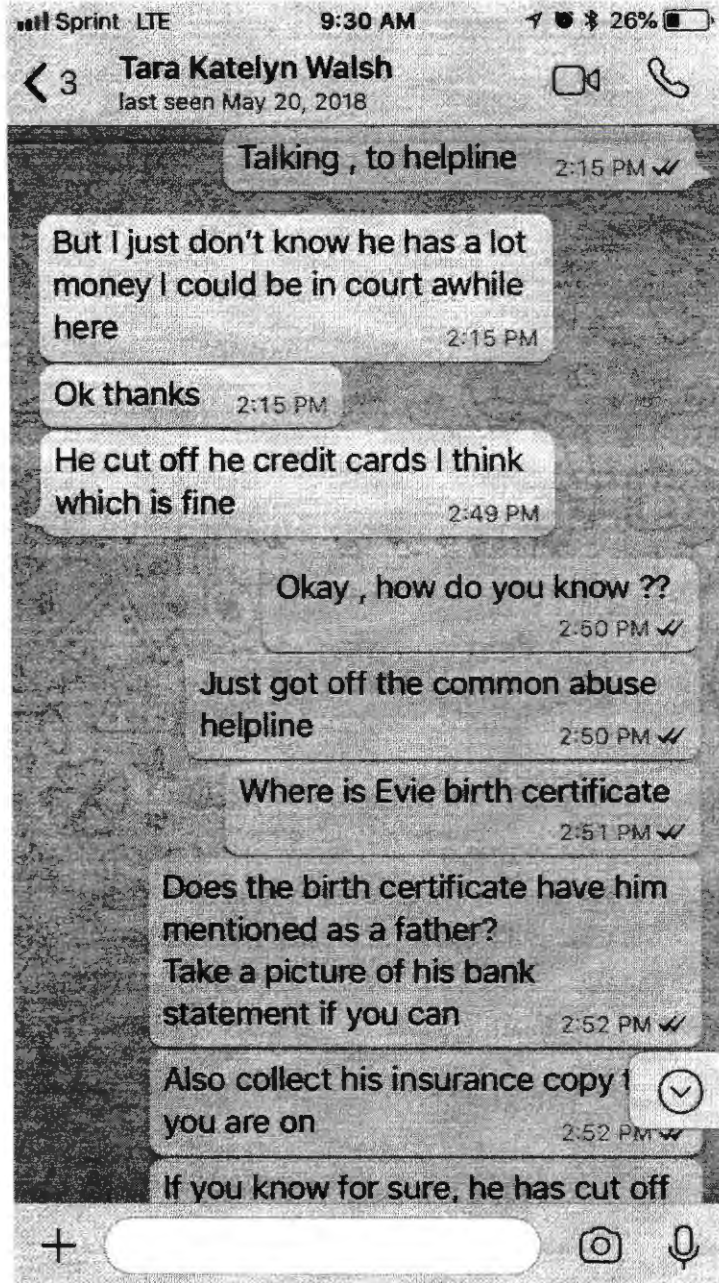 Sprint LTE 9:30 AM 26%
3 Tara Katelyn Walsh
last seen May 20, 2018
Talking , to helpline 2:15 PM
But I just don't know he has a lot
money I could be in court awhile
here 2:15 PM
Ok thanks 2:15 PM
He cut off he credit cards I think
which is fine 2:49 PM
Okay , how do you know ??
2:50 PM
Just got off the common abuse
helpline 2:50 PM
Where is Evie birth certificate
2:51 PM
Does the birth certificate have him
mentioned as a father?
Take a picture of his bank
statement if you can 2:52 PM
Also collect his insurance copy
you are on 2:52 PM
If you know for sure, he has cut off